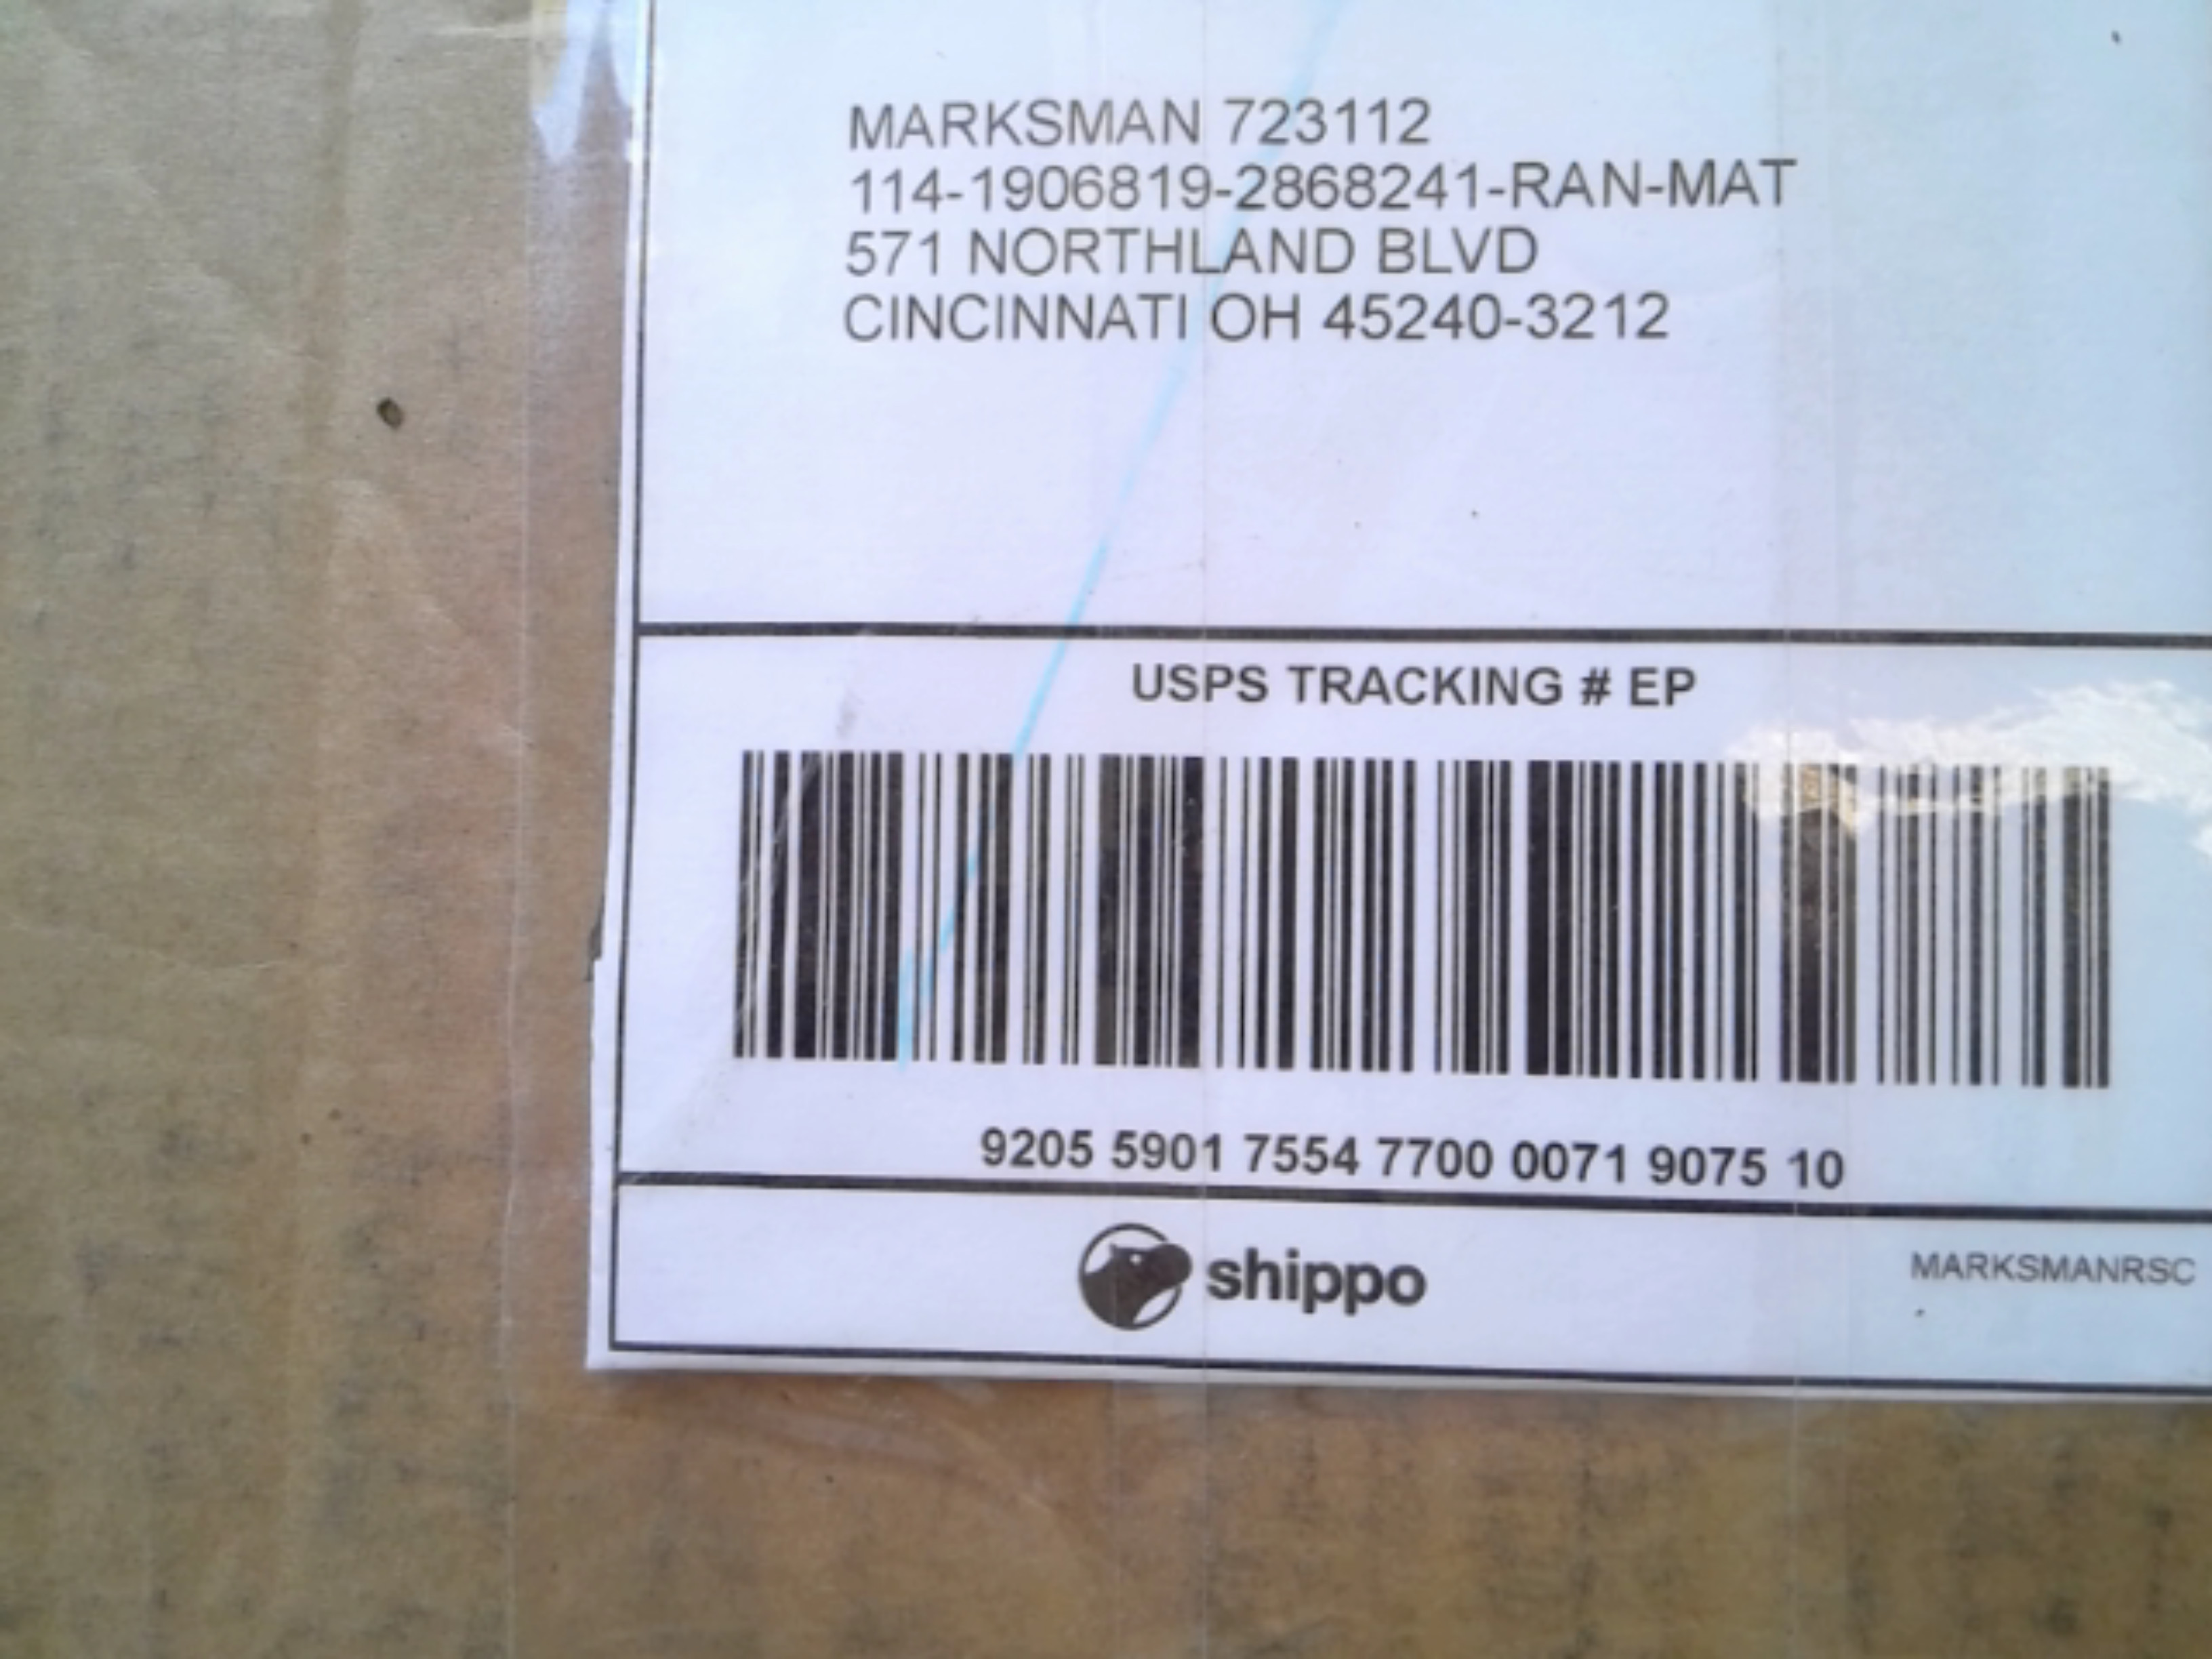 MARKSMAN 723112
114-1906819-2868241-RAN-MAT
571 NORTHLAND BLVD
CINCINNATI OH 45240-3212
USPS TRACKING # EP
9205 5901 7554 7700 0071 9075 10
shippo
MARKSMANRSC